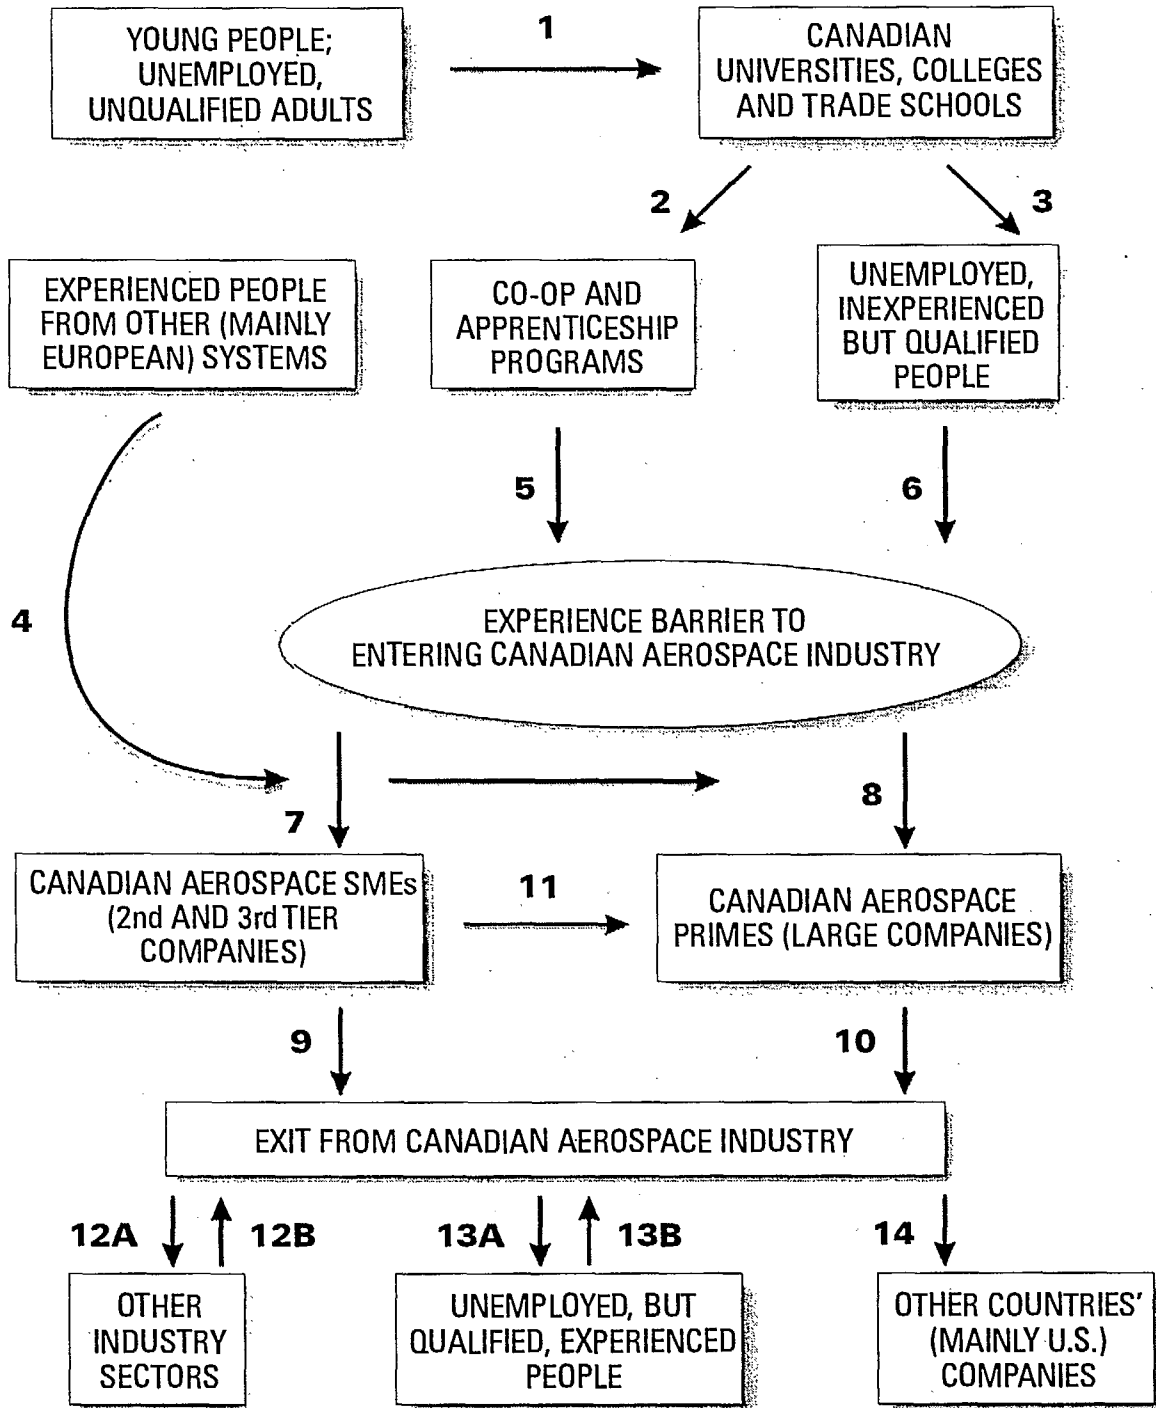 YOUNG PEOPLE;
UNEMPLOYED,
UNQUALIFIED ADULTS
1
CANADIAN
UNIVERSITIES, COLLEGES
AND TRADE SCHOOLS
2
3
EXPERIENCED PEOPLE
FROM OTHER (MAINLY
EUROPEAN) SYSTEMS
CO-OP AND
APPRENTICESHIP
PROGRAMS
UNEMPLOYED,
INEXPERIENCED
BUT QUALIFIED
PEOPLE
5
6
4
EXPERIENCE BARRIER TO
ENTERING CANADIAN AEROSPACE INDUSTRY
7
8
CANADIAN AEROSPACE SMEs
(2nd AND 3rd TIER
COMPANIES)
11
CANADIAN AEROSPACE
PRIMES (LARGE COMPANIES)
9
10
EXIT FROM CANADIAN AEROSPACE INDUSTRY
12A
12B
13A
13B
14
OTHER
INDUSTRY
SECTORS
UNEMPLOYED, BUT
QUALIFIED, EXPERIENCED
PEOPLE
OTHER COUNTRIES'
(MAINLY U.S.)
COMPANIES